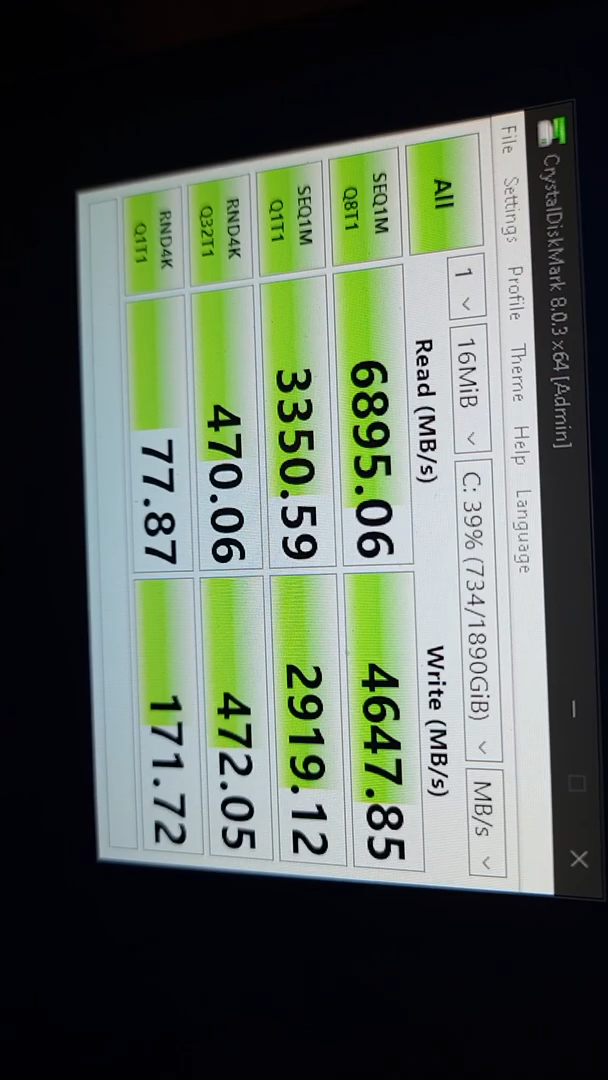 CrystalDiskMark 8.0.3 x64 [Admin]
File Settings Profile Theme Help Language
All 1 16MiB C: 39% (734/1890GiB) MB/s
Read (MB/s) Write (MB/s)
SEQ1M
Q8T1 6895.06 4647.85
SEQ1M
Q1T1 3350.59 2919.12
RND4K
Q32T1 470.06 472.05
RND4K
Q1T1 77.87 171.72